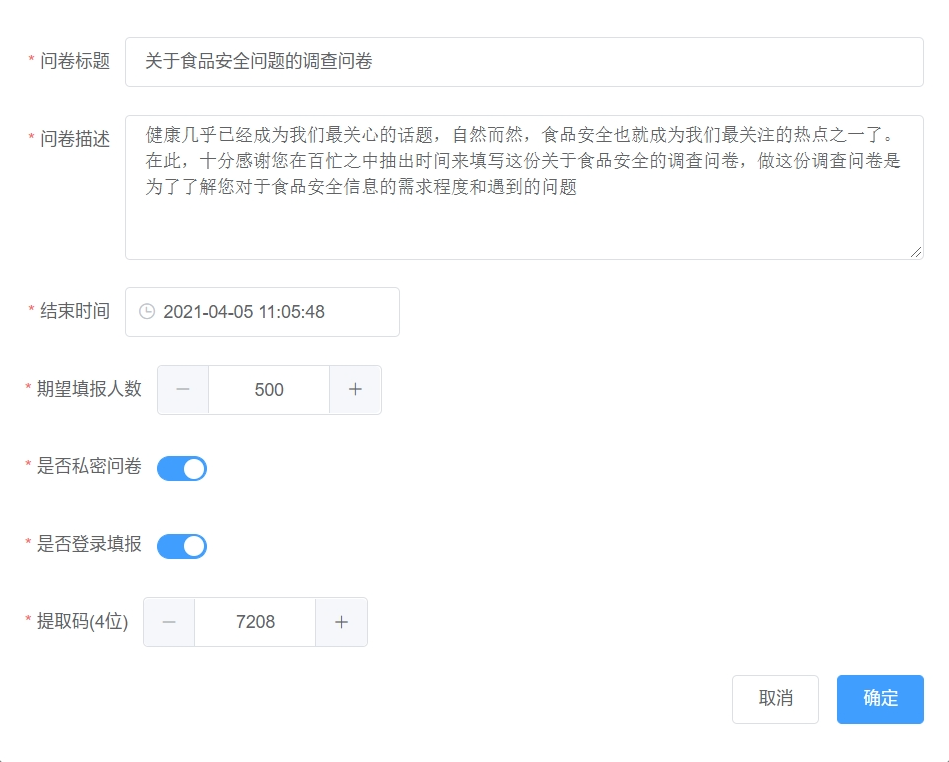 * 问卷标题 关于食品安全问题的调查问卷
* 问卷描述 健康几乎已经成为我们最关心的话题，自然而然，食品安全也就成为我们最关注的热点之一了。
在此，十分感谢您在百忙之中抽出时间来填写这份关于食品安全的调查问卷，做这份调查问卷是
为了了解您对于食品安全信息的需求程度和遇到的问题
* 结束时间 2021-04-05 11:05:48
* 期望填报人数 － 500 +
* 是否私密问卷
* 是否登录填报
* 提取码(4位) － 7208 +
取消 确定